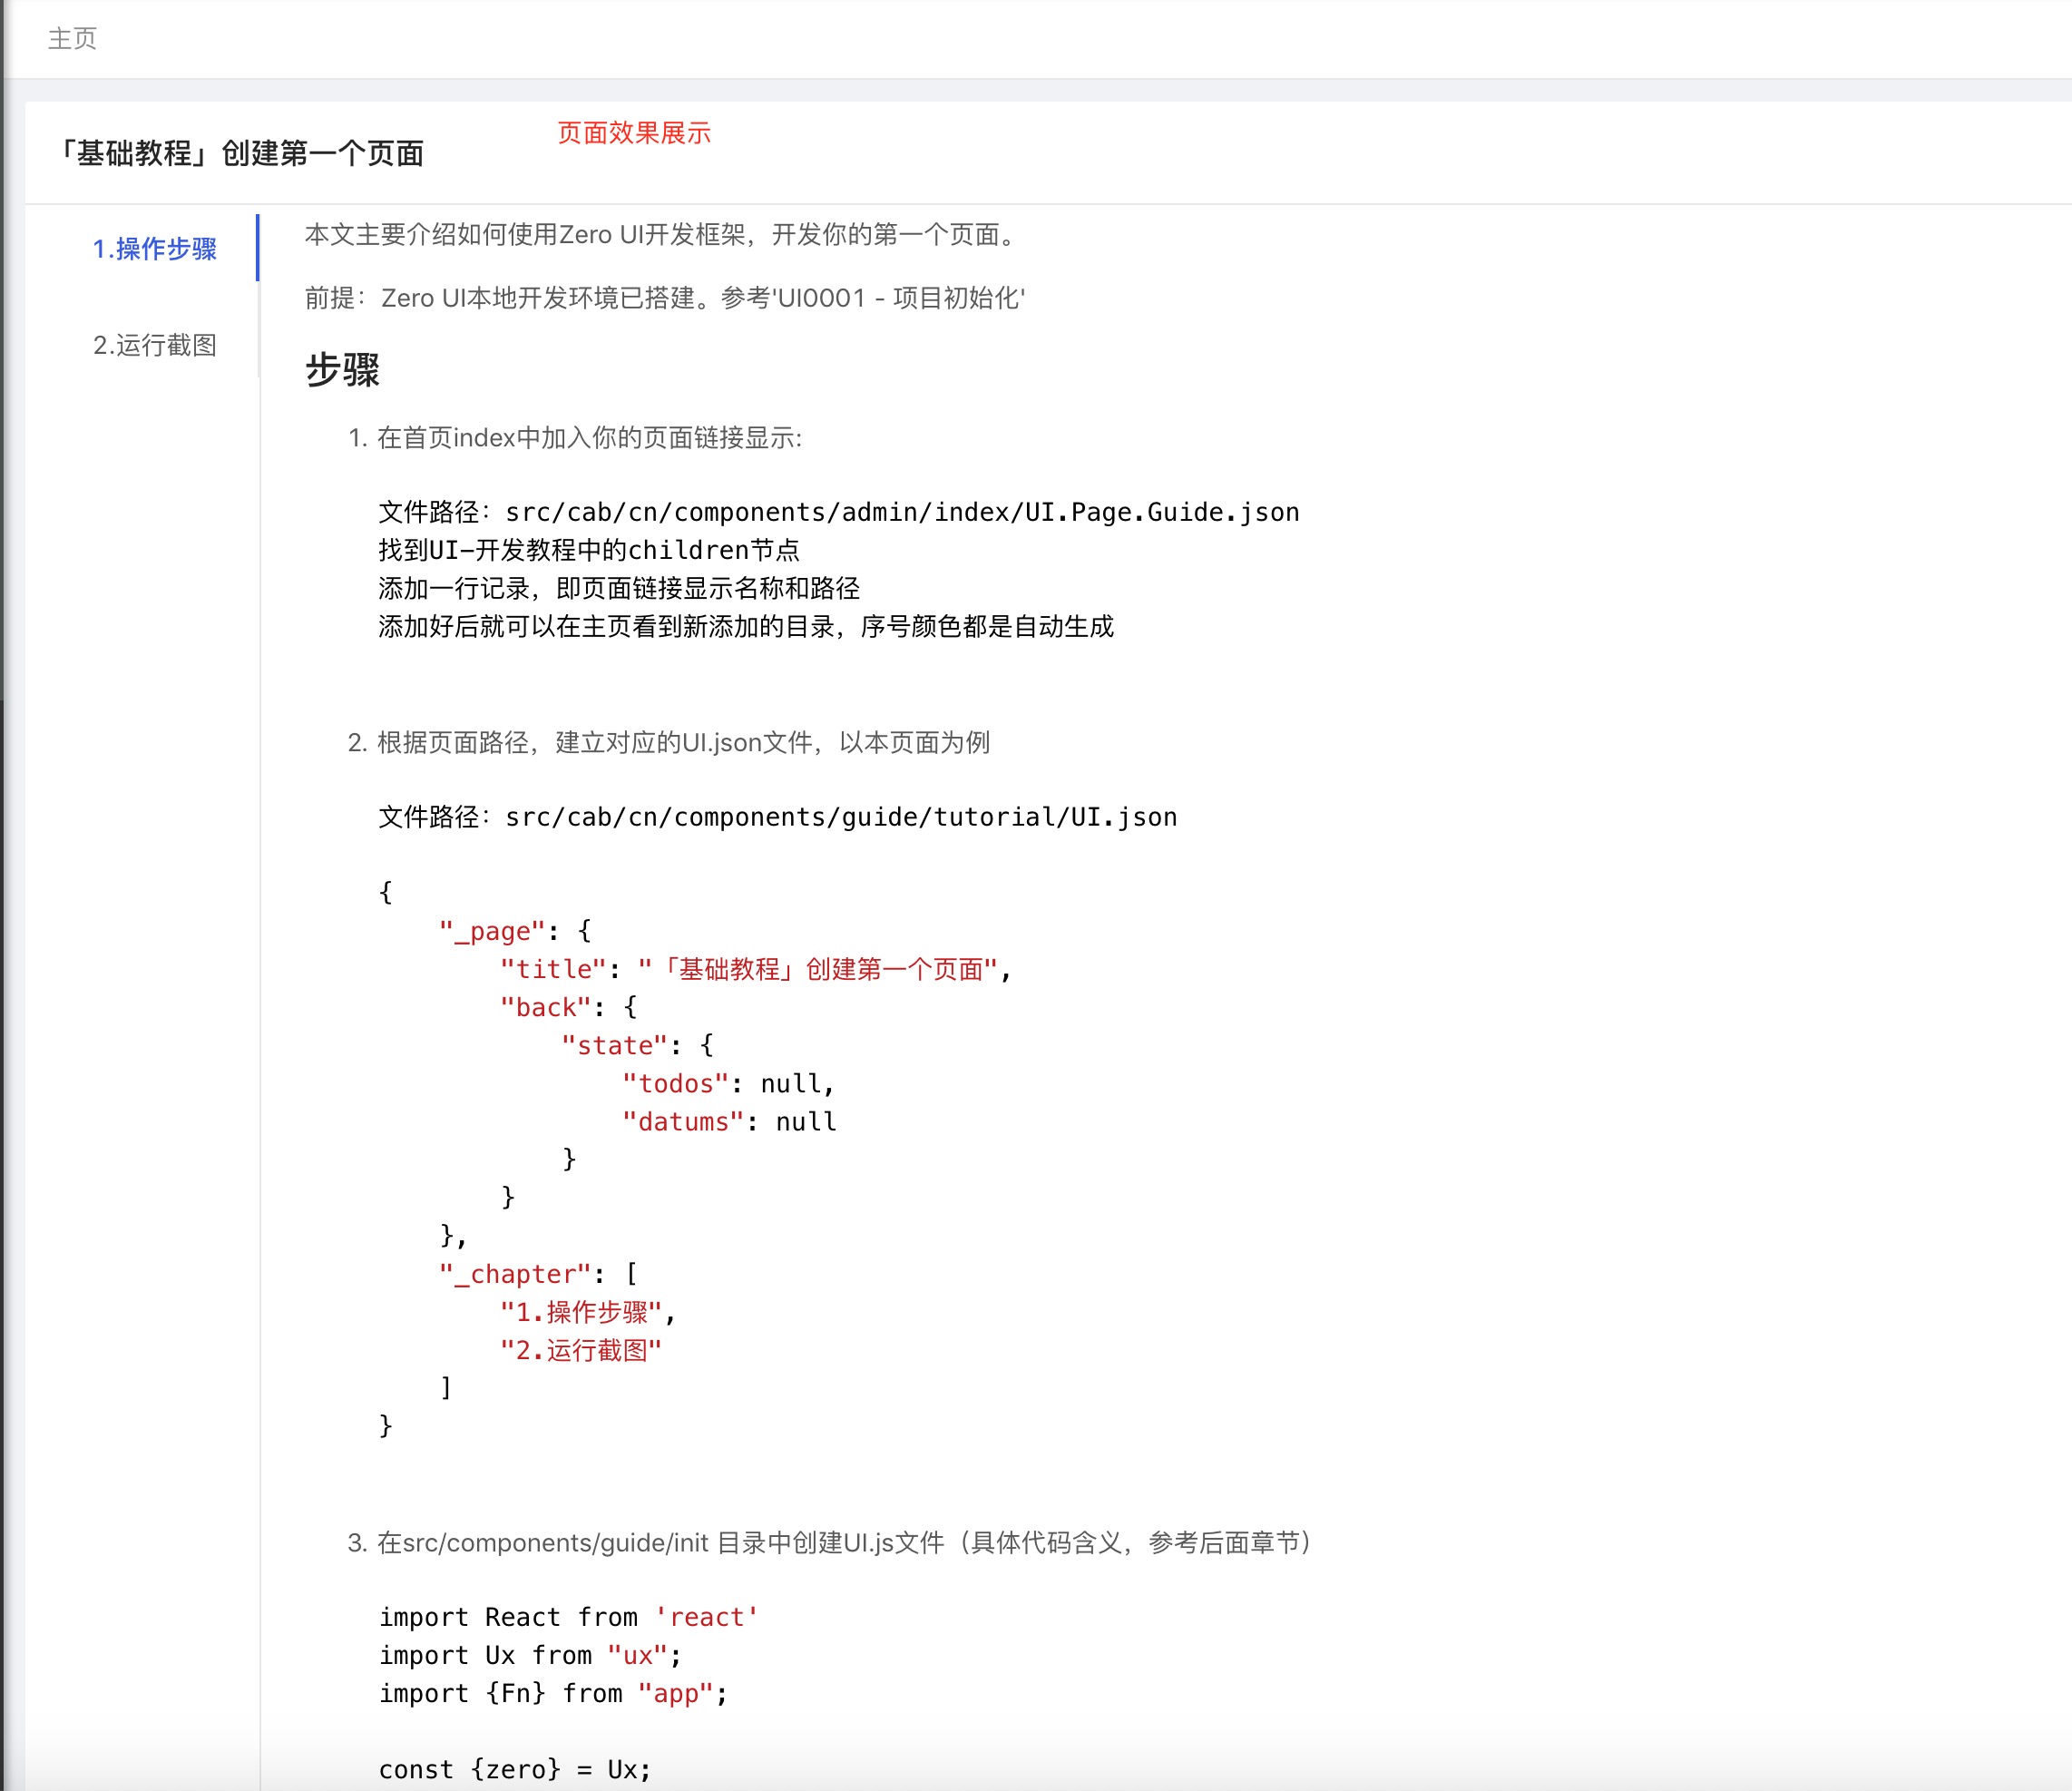 主页
「基础教程」创建第一个页面
页面效果展示
1.操作步骤
2.运行截图
本文主要介绍如何使用Zero UI开发框架，开发你的第一个页面。
前提：Zero UI本地开发环境已搭建。参考'UI0001 - 项目初始化'
步骤
1. 在首页index中加入你的页面链接显示:
文件路径：src/cab/cn/components/admin/index/UI.Page.Guide.json
找到UI-开发教程中的children节点
添加一行记录，即页面链接显示名称和路径
添加好后就可以在主页看到新添加的目录，序号颜色都是自动生成
2. 根据页面路径，建立对应的UI.json文件，以本页面为例
文件路径：src/cab/cn/components/guide/tutorial/UI.json
{
    "_page": {
        "title": "「基础教程」创建第一个页面",
        "back": {
            "state": {
                "todos": null,
                "datums": null
            }
        }
    },
    "_chapter": [
        "1.操作步骤",
        "2.运行截图"
    ]
}
3. 在src/components/guide/init 目录中创建UI.js文件（具体代码含义，参考后面章节）
import React from 'react'
import Ux from "ux";
import {Fn} from "app";
const {zero} = Ux;